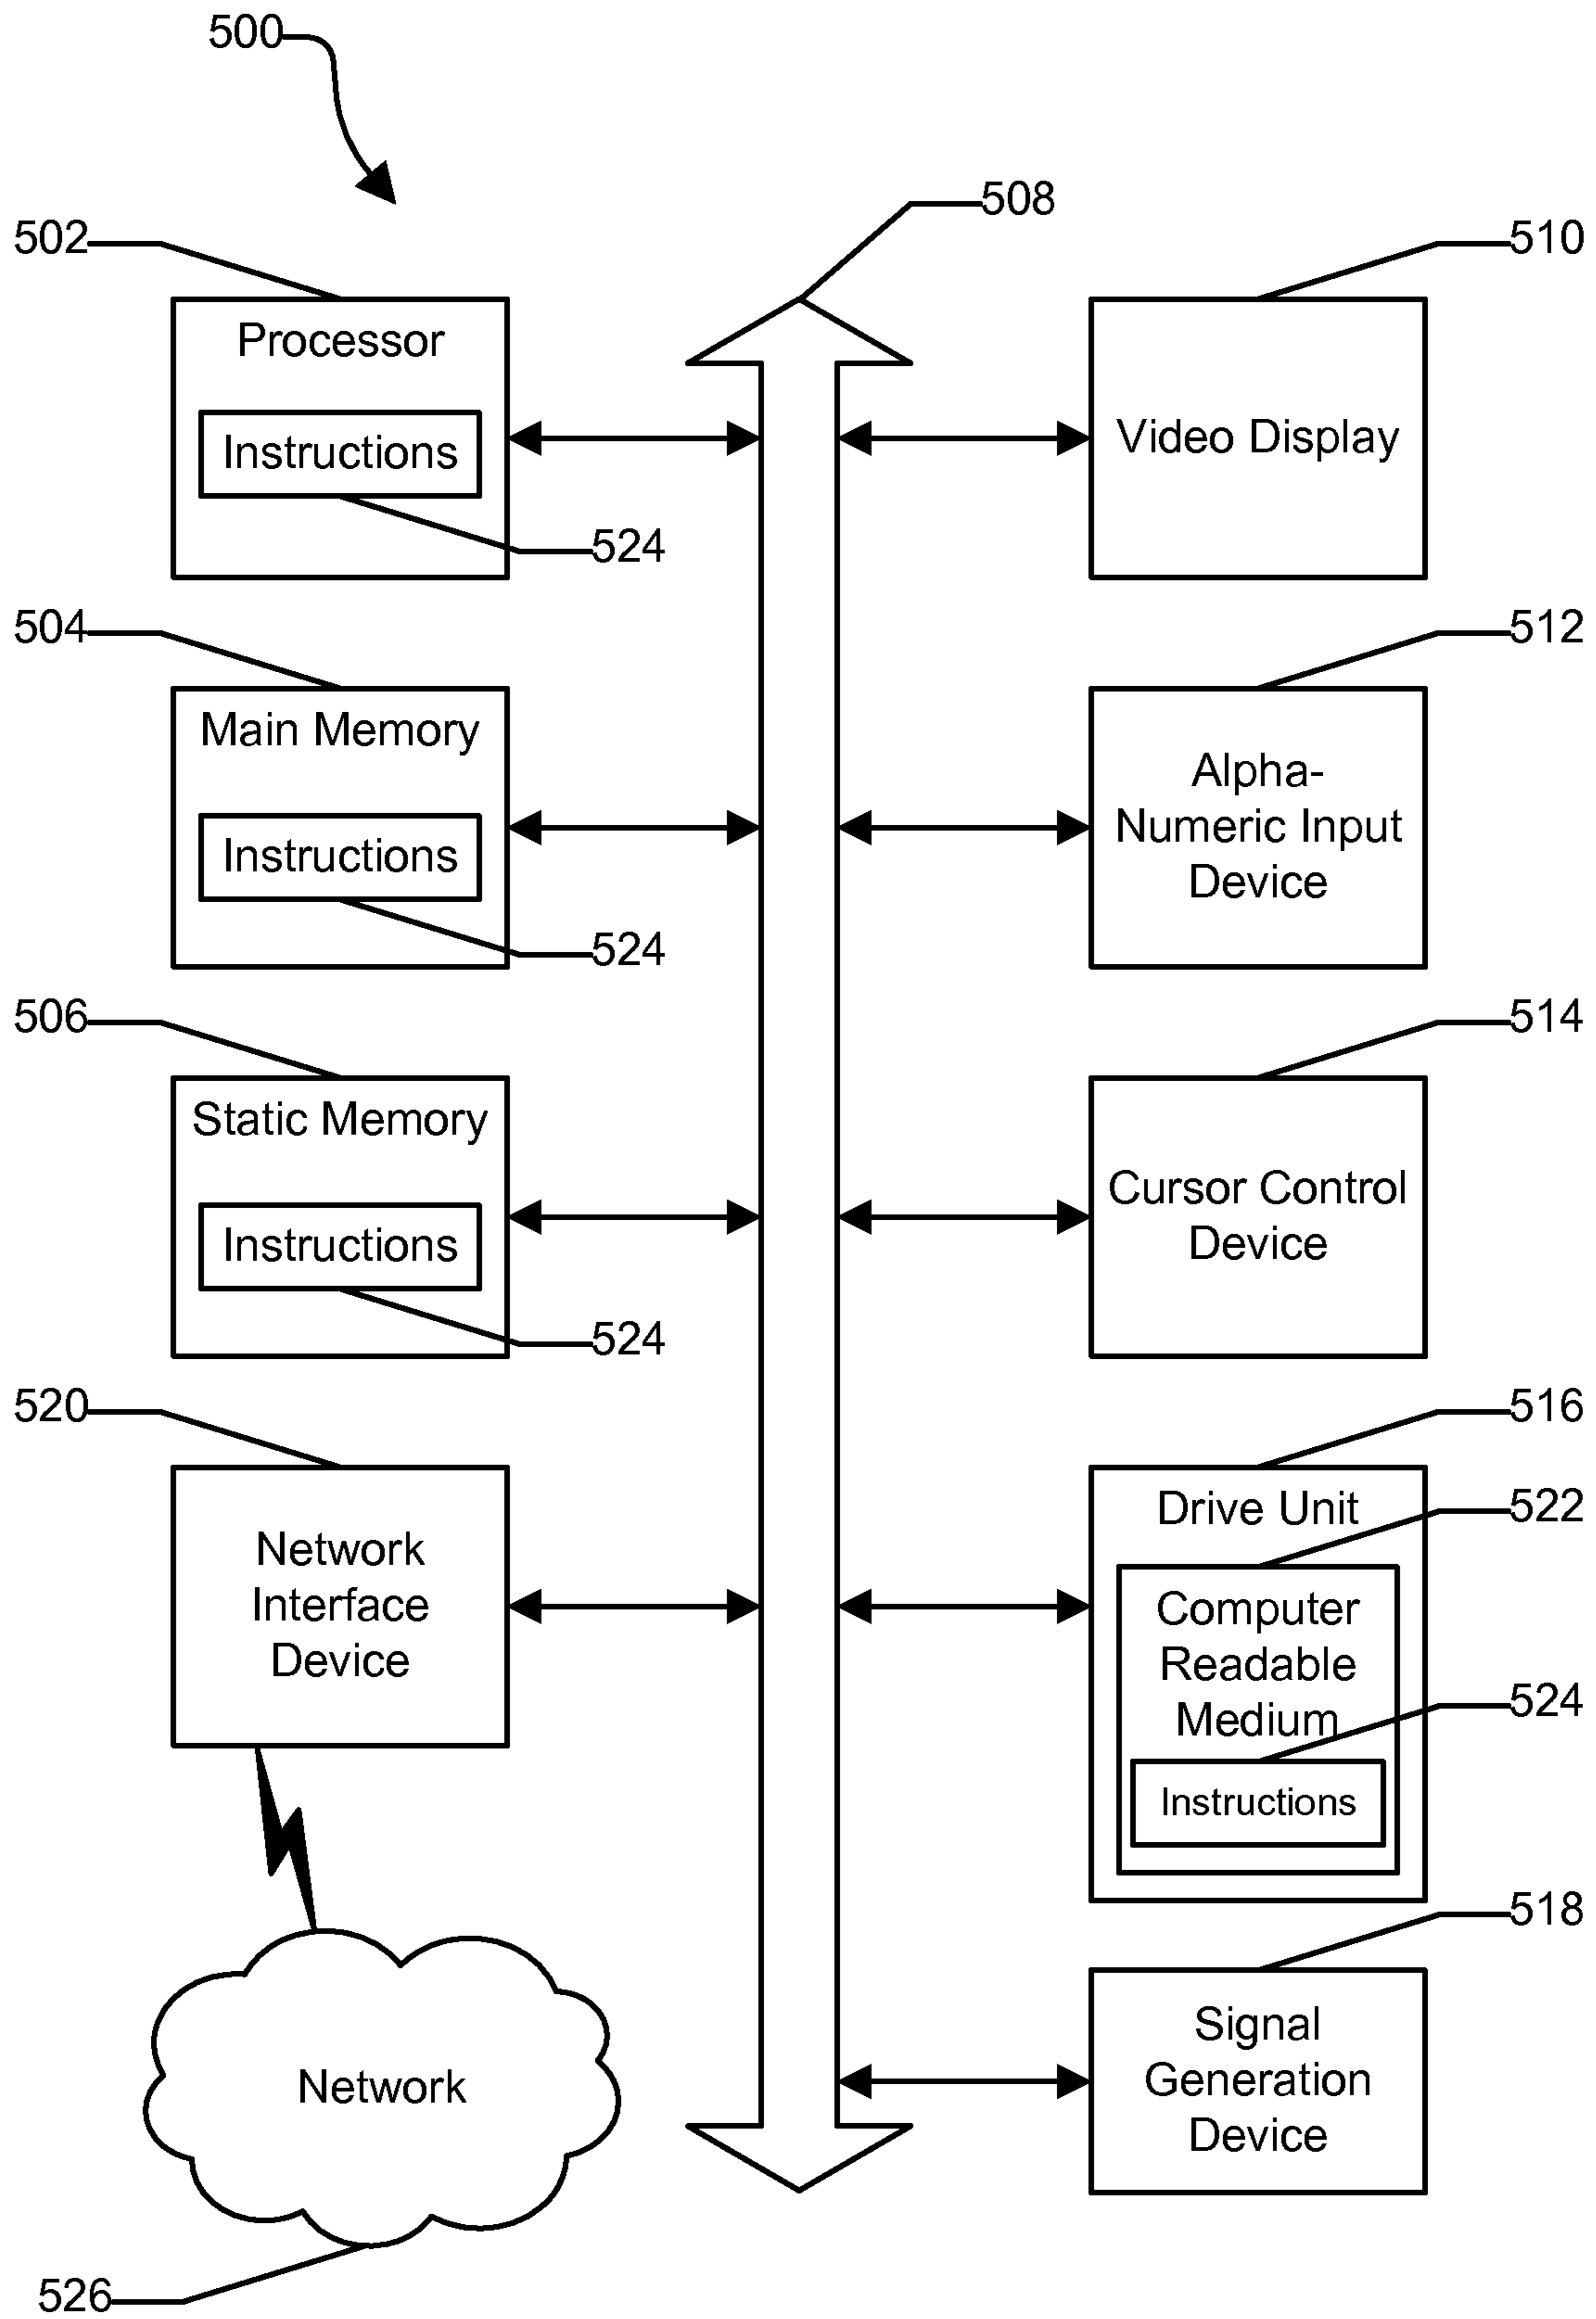 500
508
502
510
Processor
Instructions
524
Video Display
504
512
Main Memory
Instructions
524
Alpha-
Numeric Input
Device
506
514
Static Memory
Instructions
524
Cursor Control
Device
520
516
Network
Interface
Device
Drive Unit
522
Computer
Readable
Medium
524
Instructions
518
Signal
Generation
Device
Network
526